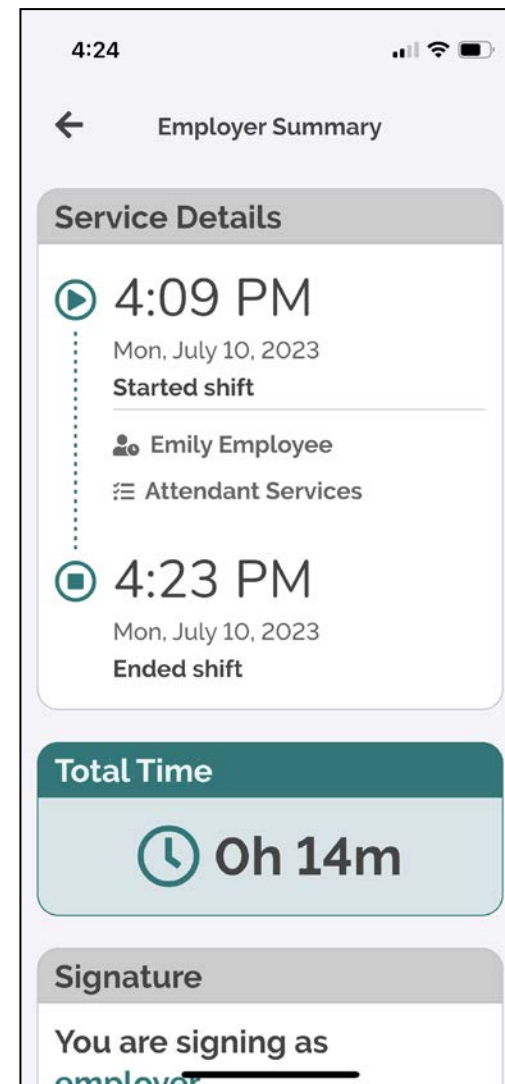 4:24
Employer Summary
Service Details
4:09 PM
Mon, July 10, 2023
Started shift
Emily Employee
Attendant Services
4:23 PM
Mon, July 10, 2023
Ended shift
Total Time
0h 14m
Signature
You are signing as
employer